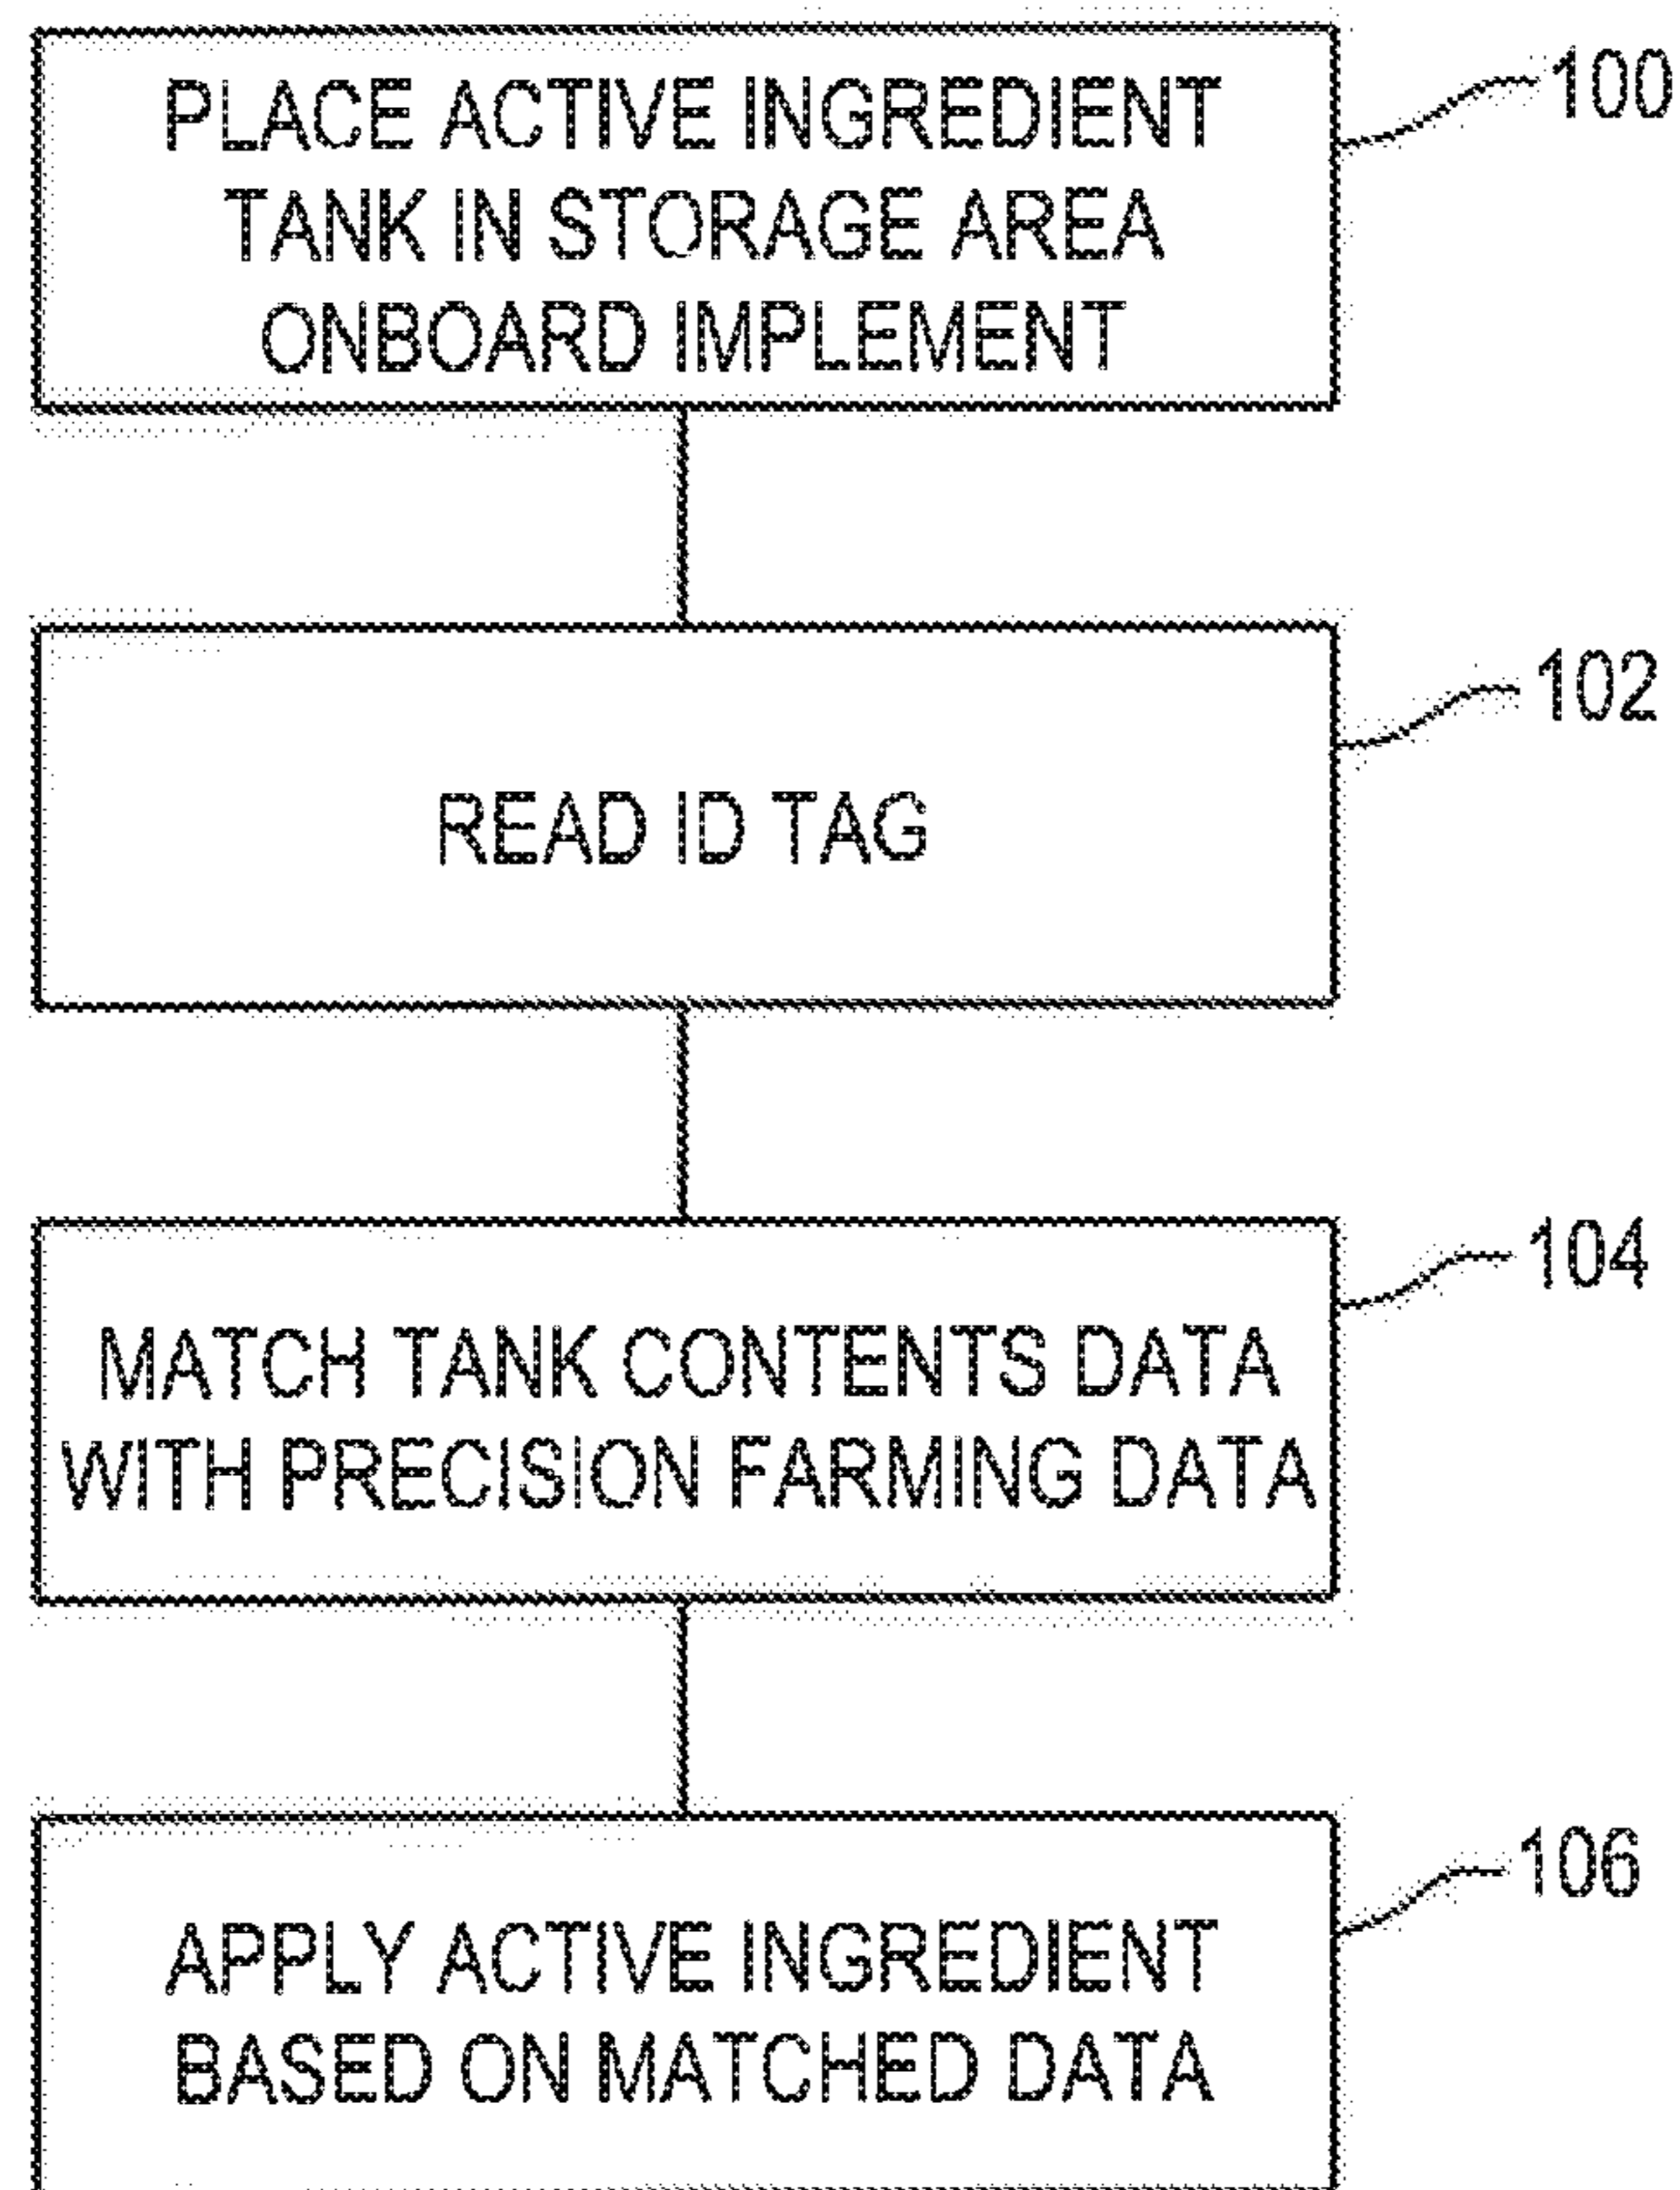 PLACE ACTIVE INGREDIENT
TANK IN STORAGE AREA
ONBOARD IMPLEMENT
100
READ ID TAG
102
MATCH TANK CONTENTS DATA
WITH PRECISION FARMING DATA
104
APPLY ACTIVE INGREDIENT
BASED ON MATCHED DATA
106